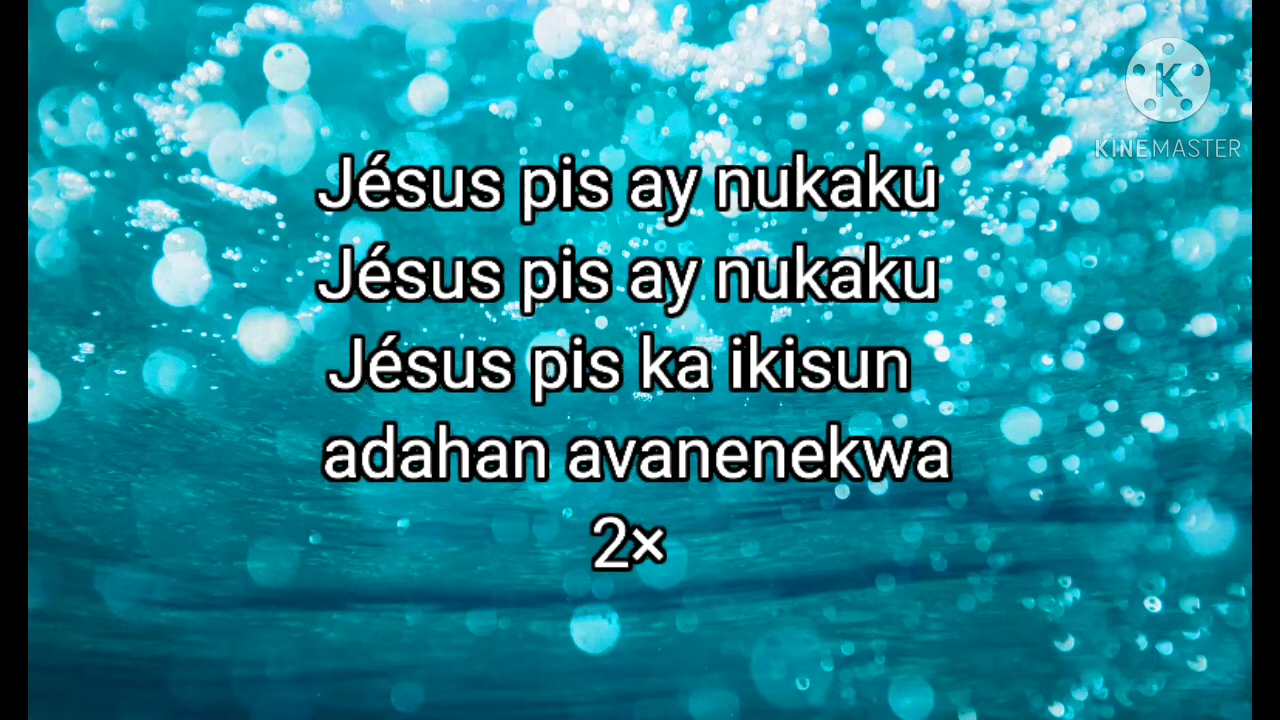 KINEMASTER
Jésus pis ay nukaku
Jésus pis ay nukaku
Jésus pis ka ikisun
adahan avanenekwa
2×